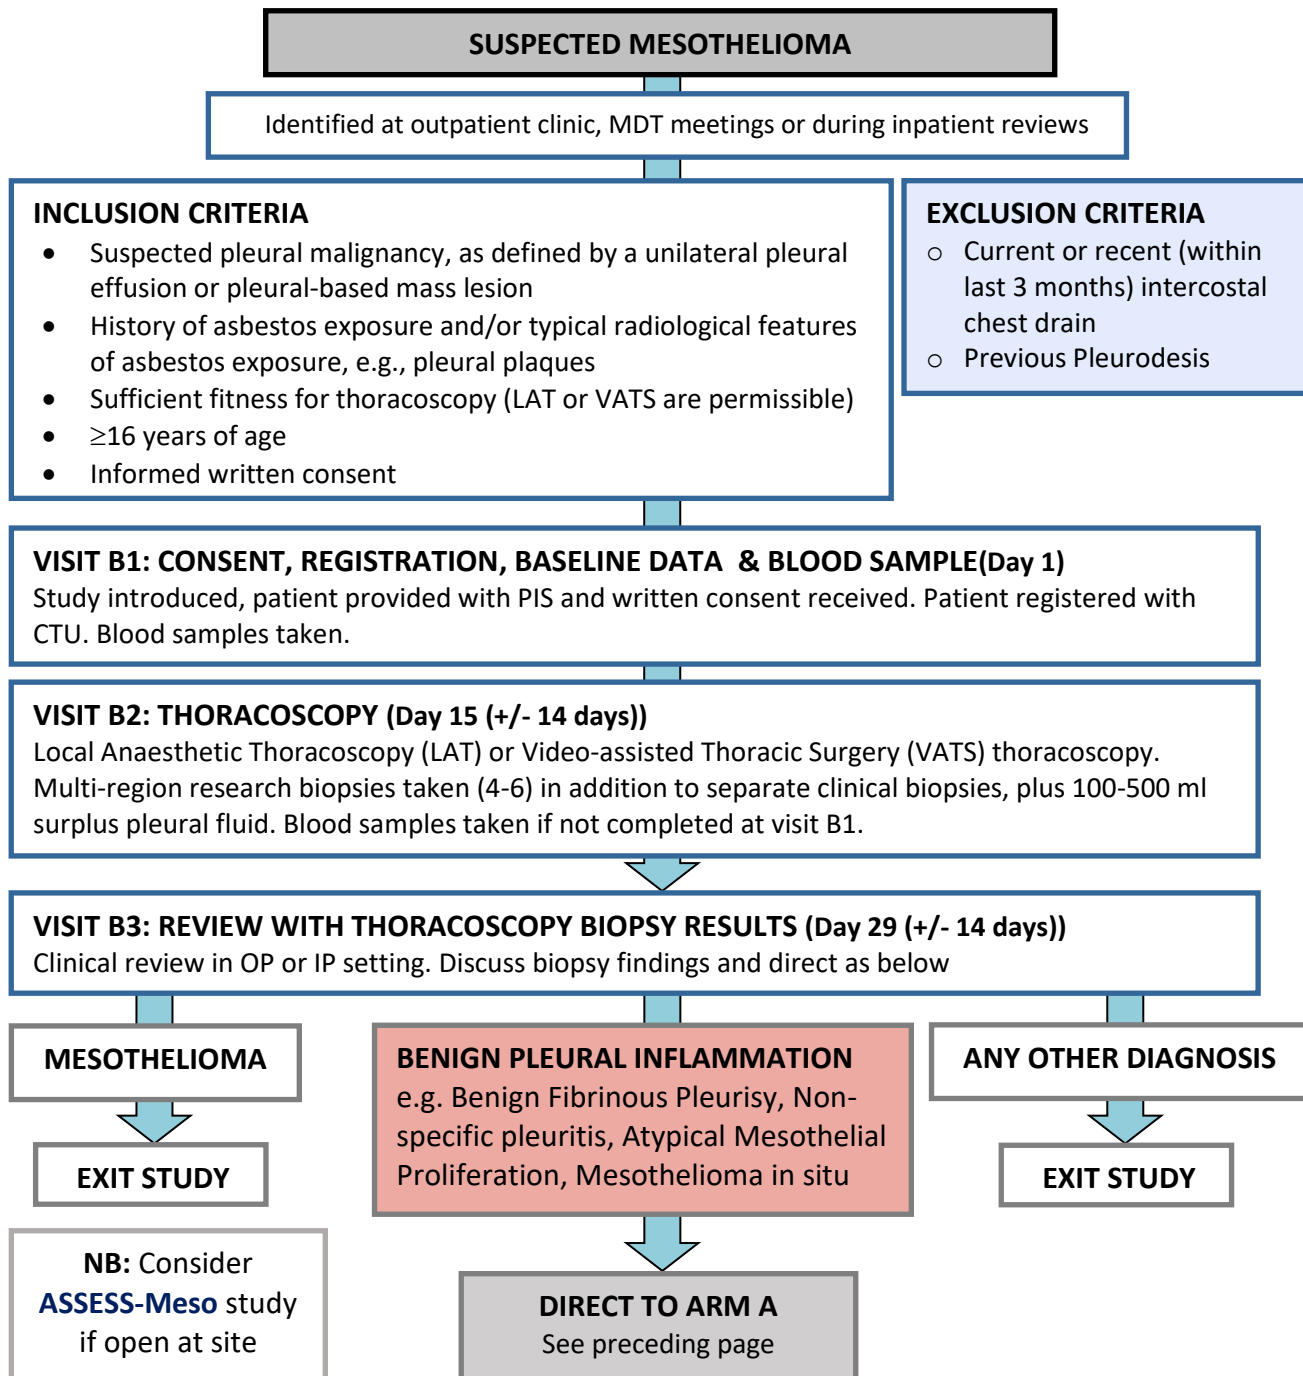 SUSPECTED MESOTHELIOMA
Identified at outpatient clinic, MDT meetings or during inpatient reviews
INCLUSION CRITERIA
• Suspected pleural malignancy, as defined by a unilateral pleural
effusion or pleural-based mass lesion
• History of asbestos exposure and/or typical radiological features
of asbestos exposure, e.g., pleural plaques
• Sufficient fitness for thoracoscopy (LAT or VATS are permissible)
• ≥16 years of age
• Informed written consent
EXCLUSION CRITERIA
o Current or recent (within
last 3 months) intercostal
chest drain
o Previous Pleurodesis
VISIT B1: CONSENT, REGISTRATION, BASELINE DATA & BLOOD SAMPLE(Day 1)
Study introduced, patient provided with PIS and written consent received. Patient registered with
CTU. Blood samples taken.
VISIT B2: THORACOSCOPY (Day 15 (+/- 14 days))
Local Anaesthetic Thoracoscopy (LAT) or Video-assisted Thoracic Surgery (VATS) thoracoscopy.
Multi-region research biopsies taken (4-6) in addition to separate clinical biopsies, plus 100-500 ml
surplus pleural fluid. Blood samples taken if not completed at visit B1.
VISIT B3: REVIEW WITH THORACOSCOPY BIOPSY RESULTS (Day 29 (+/- 14 days))
Clinical review in OP or IP setting. Discuss biopsy findings and direct as below
MESOTHELIOMA
EXIT STUDY
NB: Consider
ASSESS-Meso study
if open at site
BENIGN PLEURAL INFLAMMATION
e.g. Benign Fibrinous Pleurisy, Non-
specific pleuritis, Atypical Mesothelial
Proliferation, Mesothelioma in situ
DIRECT TO ARM A
See preceding page
ANY OTHER DIAGNOSIS
EXIT STUDY